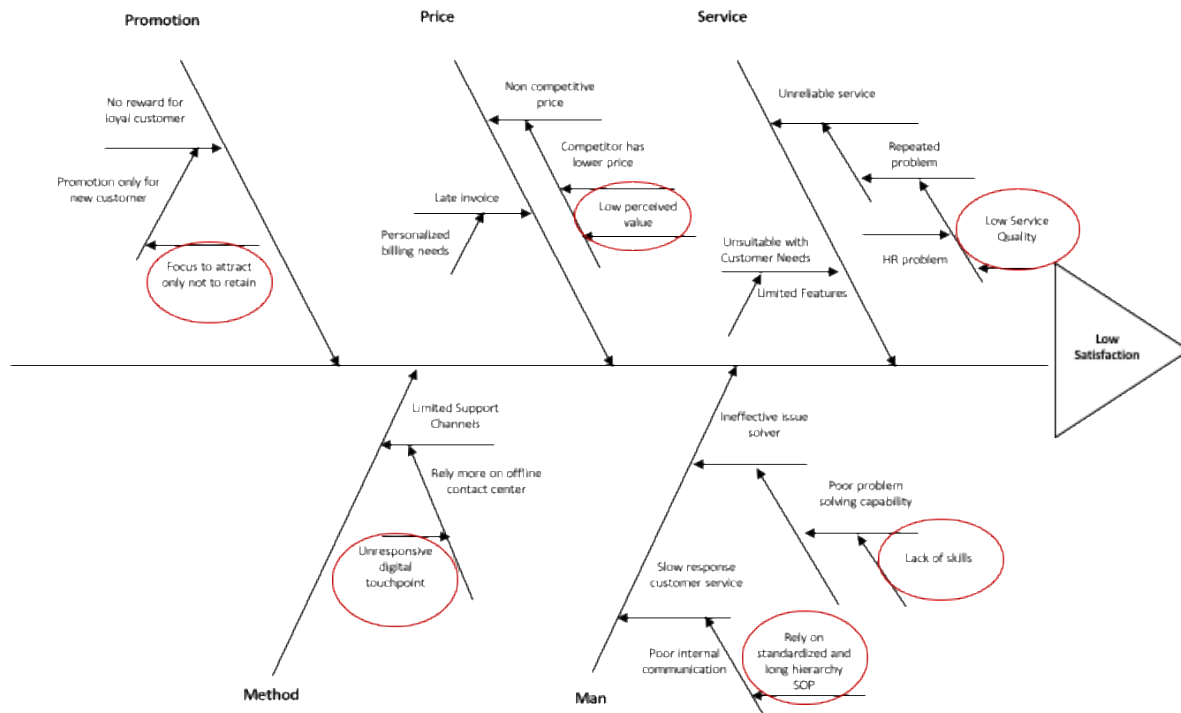 Promotion
Price
Service
No reward for
loyal customer
Promotion only for
new customer
Focus to attract
only not to retain
Non competitive
price
Competitor has
lower price
Low perceived
value
Late invoice
Personalized
billing needs
Unreliable service
Repeated
problem
Low Service
Quality
HR problem
Unsuitable with
Customer Needs
Limited Features
Low
Satisfaction
Limited Support
Channels
Rely more on offline
contact center
Unresponsive
digital
touchpoint
Ineffective issue
solver
Poor problem
solving capability
Lack of skills
Slow response
customer service
Poor internal
communication
Rely on
standardized and
long hierarchy
SOP
Method
Man